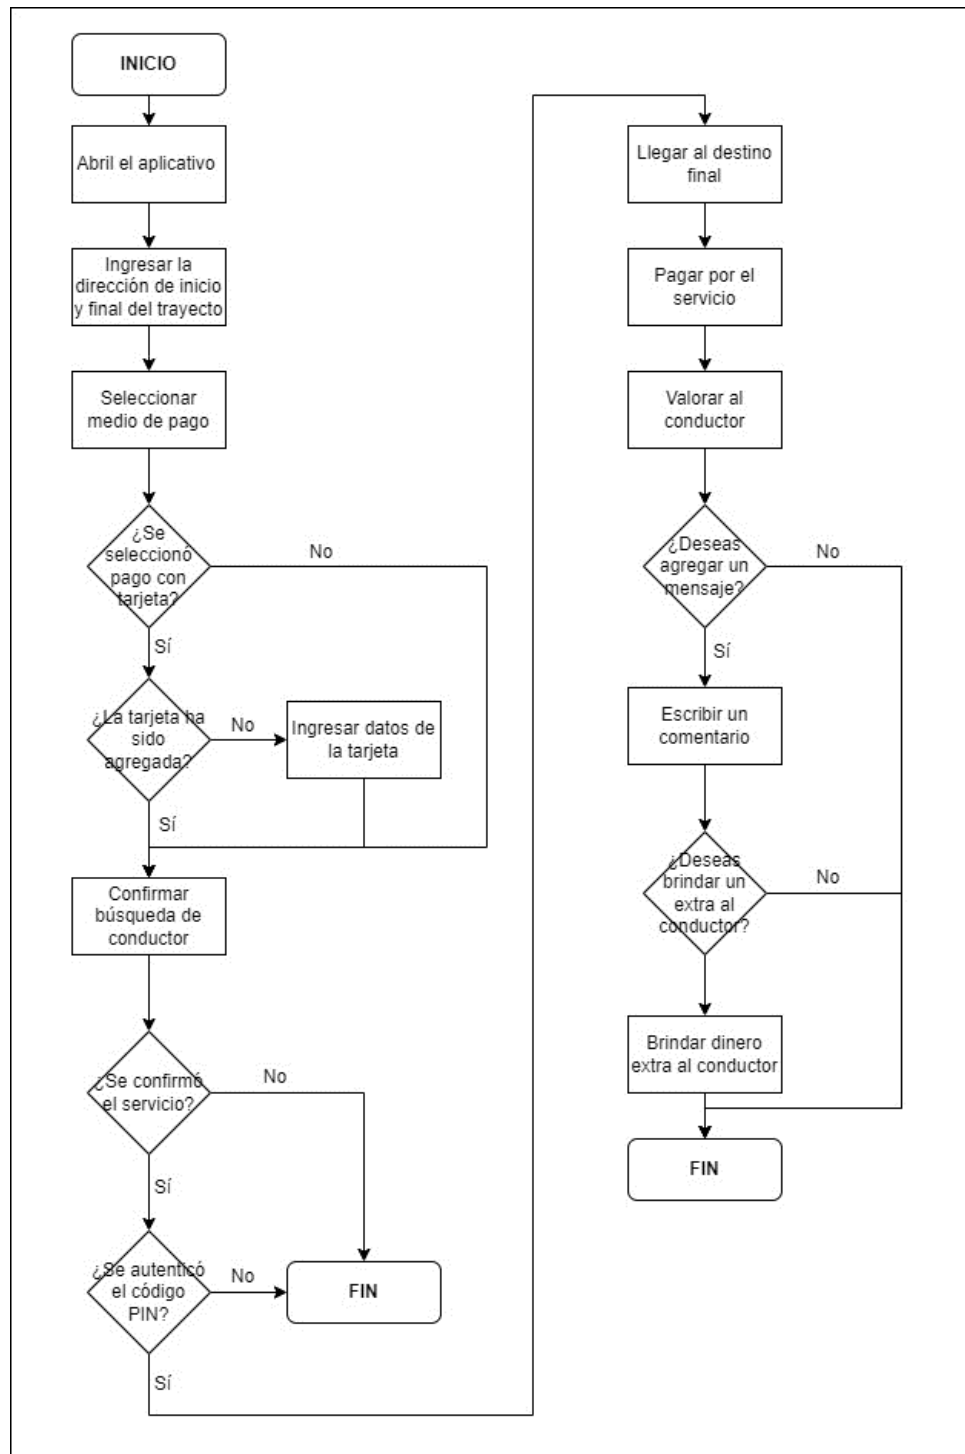 INICIO
Abril el aplicativo
Ingresar la
dirección de inicio
y final del trayecto
Seleccionar
medio de pago
¿Se
seleccionó
pago con
tarjeta?
No
Sí
¿La tarjeta ha
sido
agregada?
No
Ingresar datos de
la tarjeta
Sí
Confirmar
búsqueda de
conductor
¿Se confirmó
el servicio?
No
Sí
¿Se autenticó
el código
PIN?
No
FIN
Sí
Llegar al destino
final
Pagar por el
servicio
Valorar al
conductor
¿Deseas
agregar un
mensaje?
No
Sí
Escribir un
comentario
¿Deseas
brindar un
extra al
conductor?
No
Brindar dinero
extra al conductor
FIN